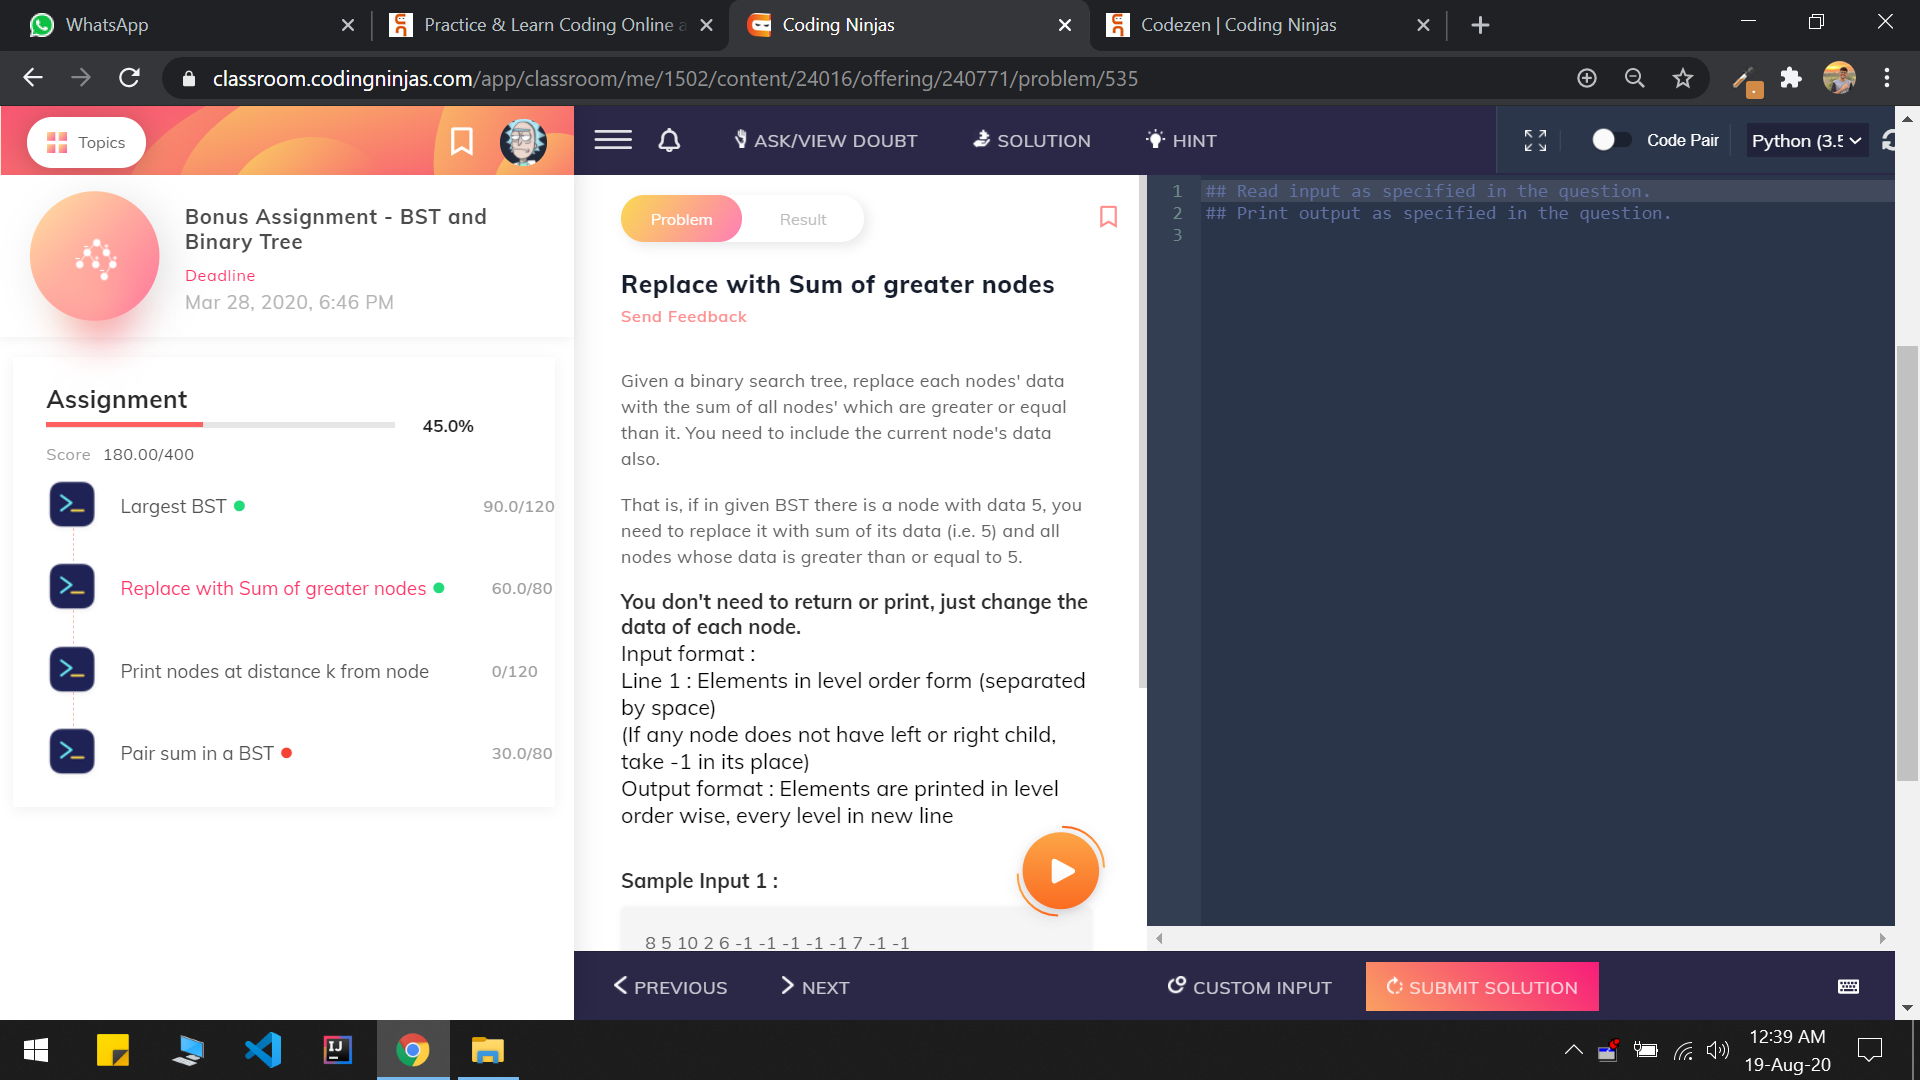 WhatsApp
Practice & Learn Coding Online a
Coding Ninjas
Codezen | Coding Ninjas
classroom.codingninjas.com/app/classroom/me/1502/content/24016/offering/240771/problem/535
Topics
ASK/VIEW DOUBT
SOLUTION
HINT
Code Pair
Python (3.5
Bonus Assignment - BST and
Binary Tree
Deadline
Mar 28, 2020, 6:46 PM
Assignment
45.0%
Score 180.00/400
Largest BST
90.0/120
Replace with Sum of greater nodes
60.0/80
Print nodes at distance k from node
0/120
Pair sum in a BST
30.0/80
Problem
Result
Replace with Sum of greater nodes
Send Feedback
Given a binary search tree, replace each nodes' data
with the sum of all nodes' which are greater or equal
than it. You need to include the current node's data
also.
That is, if in given BST there is a node with data 5, you
need to replace it with sum of its data (i.e. 5) and all
nodes whose data is greater than or equal to 5.
You don't need to return or print, just change the
data of each node.
Input format :
Line 1 : Elements in level order form (separated
by space)
(If any node does not have left or right child,
take -1 in its place)
Output format : Elements are printed in level
order wise, every level in new line
Sample Input 1 :
8 5 10 2 6 -1 -1 -1 -1 -1 7 -1 -1
1 ## Read input as specified in the question.
2 ## Print output as specified in the question.
3
PREVIOUS
NEXT
CUSTOM INPUT
SUBMIT SOLUTION
IJ
12:39 AM
19-Aug-20